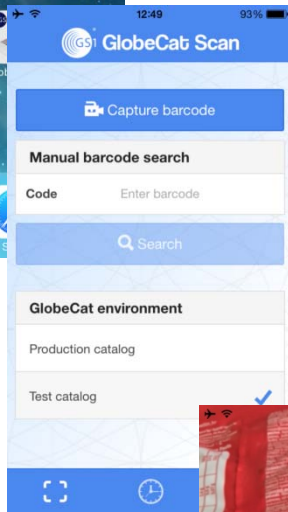 12:49
93%
GS1 GlobeCat Scan
Capture barcode
Manual barcode search
Code Enter barcode
Search
GlobeCat environment
Production catalog
Test catalog